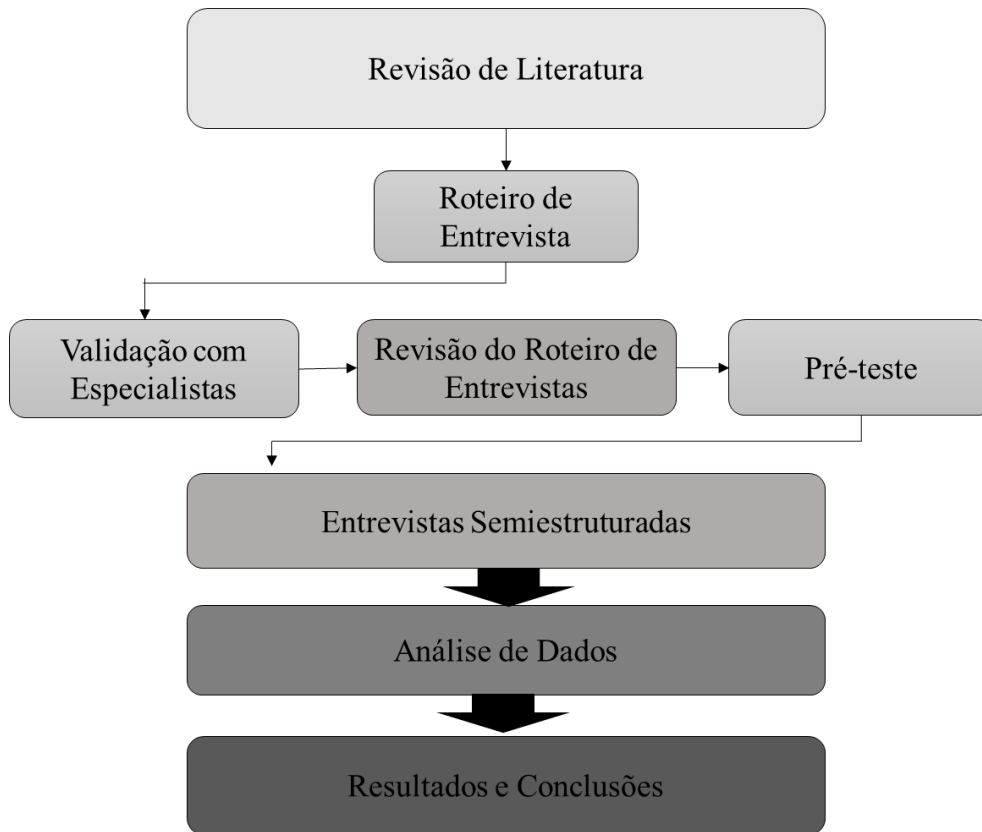 Revisão de Literatura
Roteiro de
Entrevista
Validação com
Especialistas
Revisão do Roteiro de
Entrevistas
Pré-teste
Entrevistas Semiestruturadas
Análise de Dados
Resultados e Conclusões